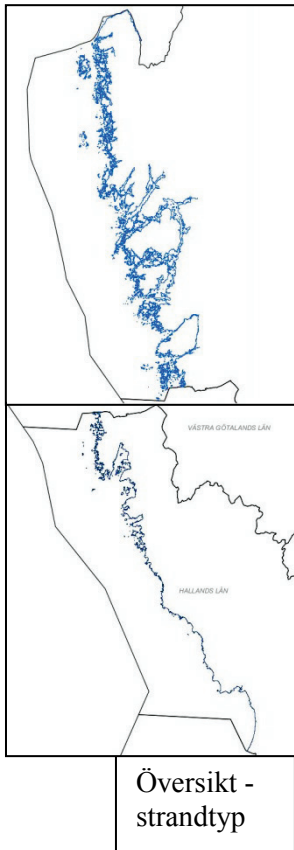 VÄSTRA GÖTALANDS LÄN
HALLANDS LÄN
Översikt -
strandtyp